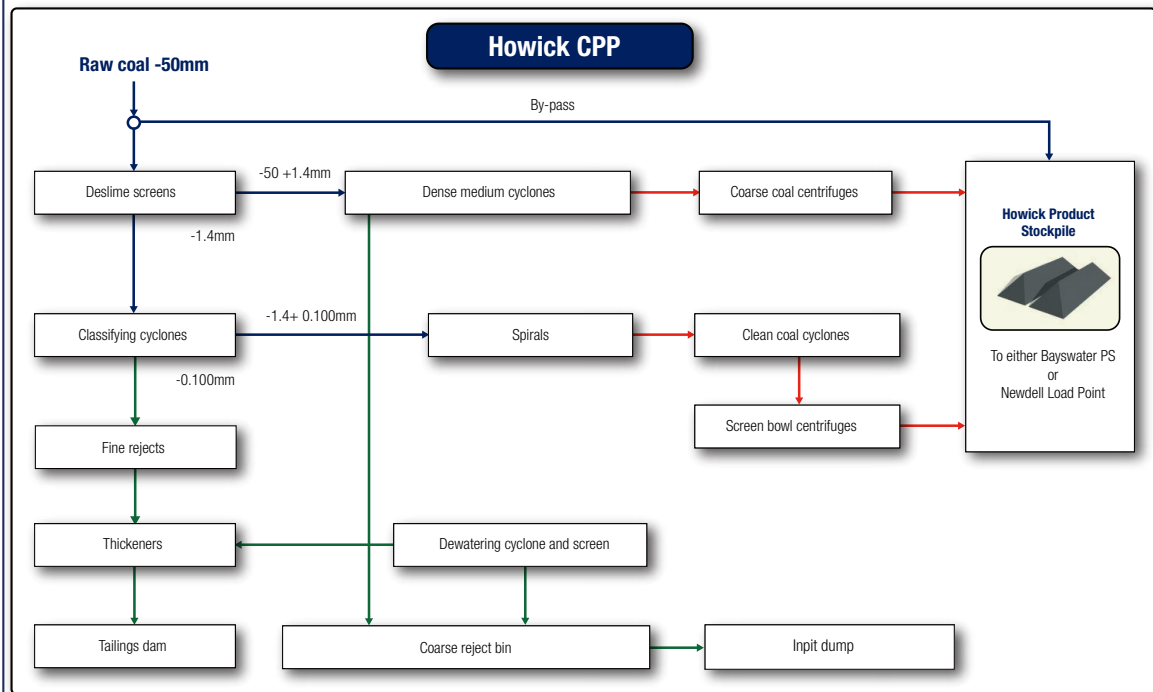 Howick CPP
Raw coal -50mm
By-pass
Deslime screens
-50 +1.4mm
Dense medium cyclones
Coarse coal centrifuges
Howick Product
Stockpile
-1.4mm
Classifying cyclones
-1.4+ 0.100mm
Spirals
Clean coal cyclones
To either Bayswater PS
or
Newdell Load Point
-0.100mm
Fine rejects
Screen bowl centrifuges
Thickeners
Dewatering cyclone and screen
Tailings dam
Coarse reject bin
Inpit dump